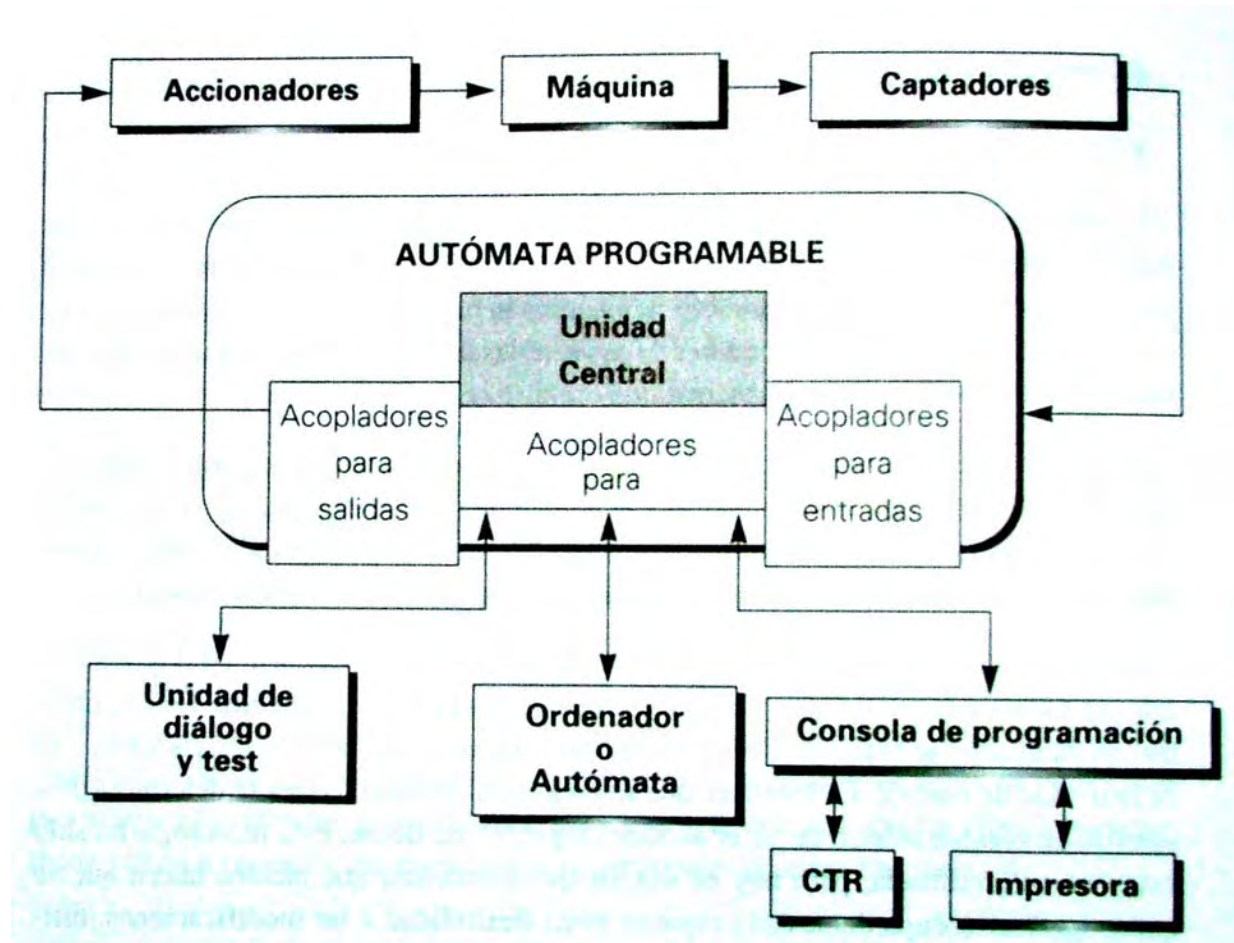 Accionadores
Máquina
Captadores
AUTÓMATA PROGRAMABLE
Unidad
Central
Acopladores
para
salidas
Acopladores
para
Acopladores
para
entradas
Unidad de
diálogo
y test
Ordenador
o
Autómata
Consola de programación
CTR
Impresora